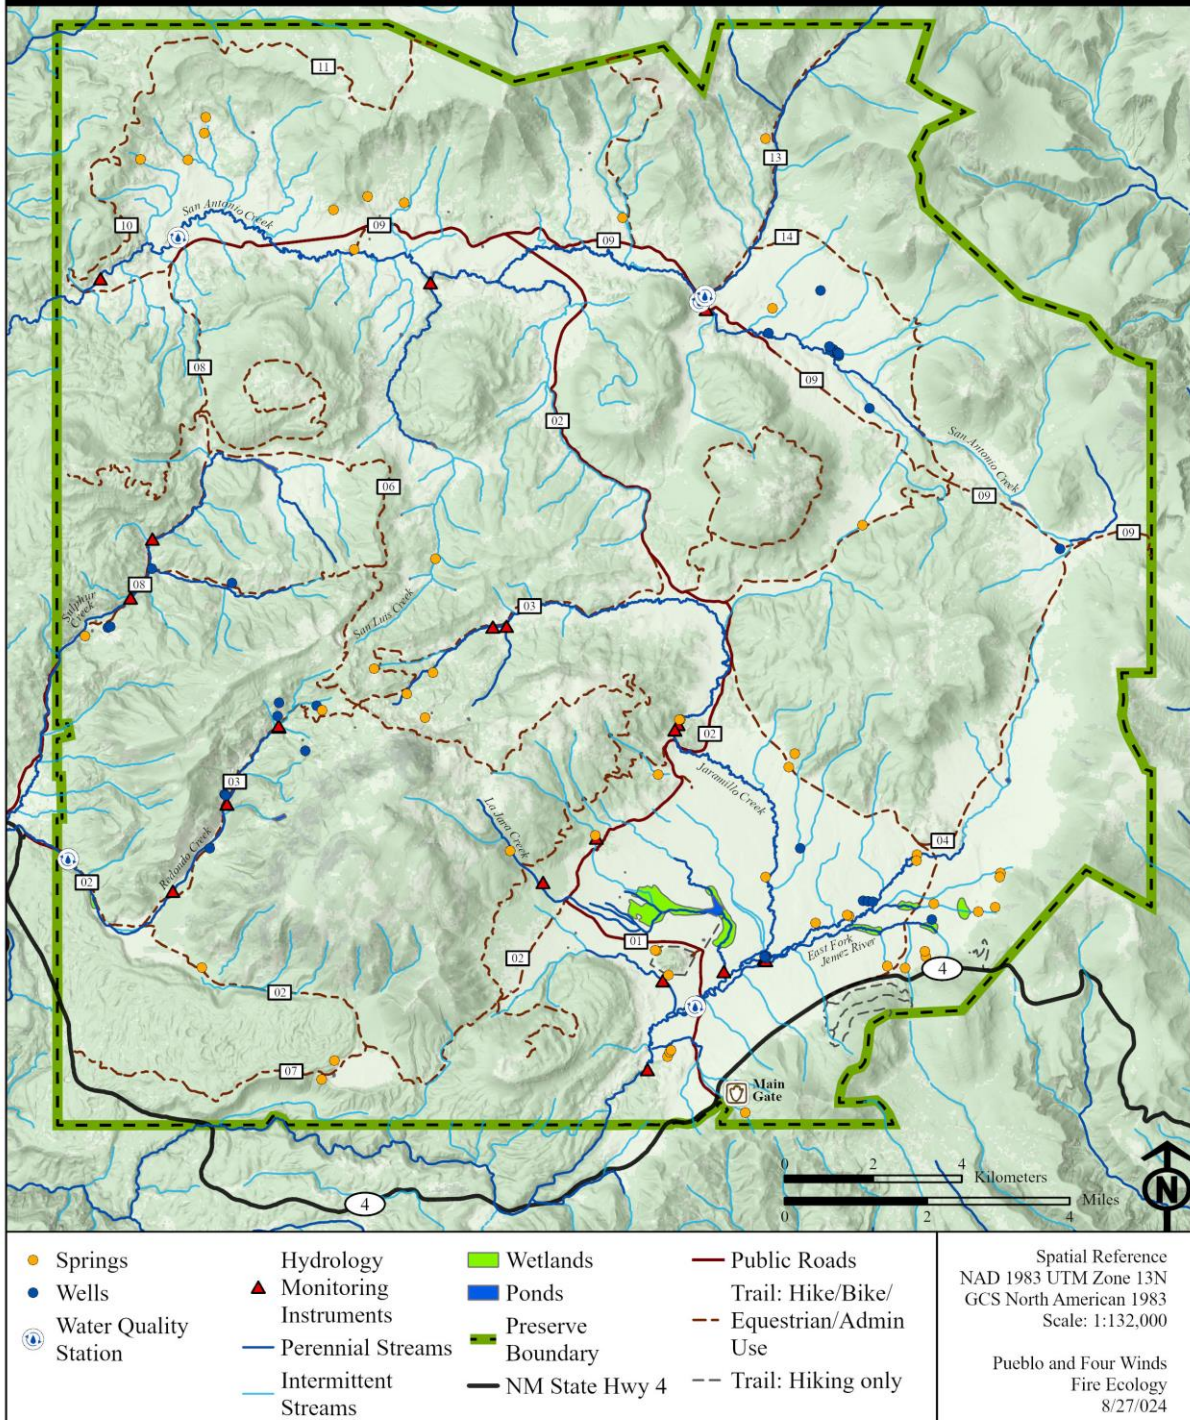 11
13
San Antonio Creek
10
09
09
14
08
09
02
San Antonio Creek
06
09
09
08
Sulphur
Creek
San Luis Creek
03
02
Jaramillo Creek
03
La Jara Creek
04
Redondo Creek
02
01
East Fork
Jemez River
02
4
02
07
Main
Gate
0 2 4 Kilometers
Miles
0 2 4
4
N
Springs
Wells
Water Quality
Station
Hydrology
Monitoring
Instruments
Perennial Streams
Intermittent
Streams
Wetlands
Ponds
Preserve
Boundary
NM State Hwy 4
Public Roads
Trail: Hike/Bike/
Equestrian/Admin
Use
Trail: Hiking only
Spatial Reference
NAD 1983 UTM Zone 13N
GCS North American 1983
Scale: 1:132,000
Pueblo and Four Winds
Fire Ecology
8/27/024